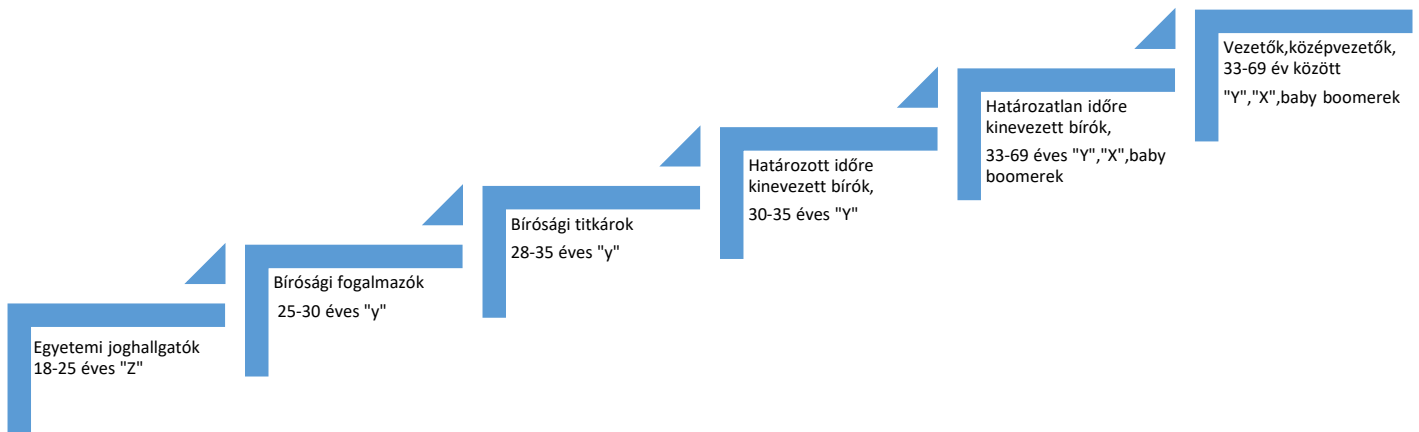 Egyetemi joghallgatók
18-25 éves "Z"
Bírósági fogalmazók
25-30 éves "y"
Bírósági titkárok
28-35 éves "y"
Határozott időre
kinevezett bírók,
30-35 éves "Y"
Határozatlan időre
kinevezett bírók,
33-69 éves "Y","X",baby
boomerek
Vezetők,középvezetők,
33-69 év között
"Y","X",baby boomerek